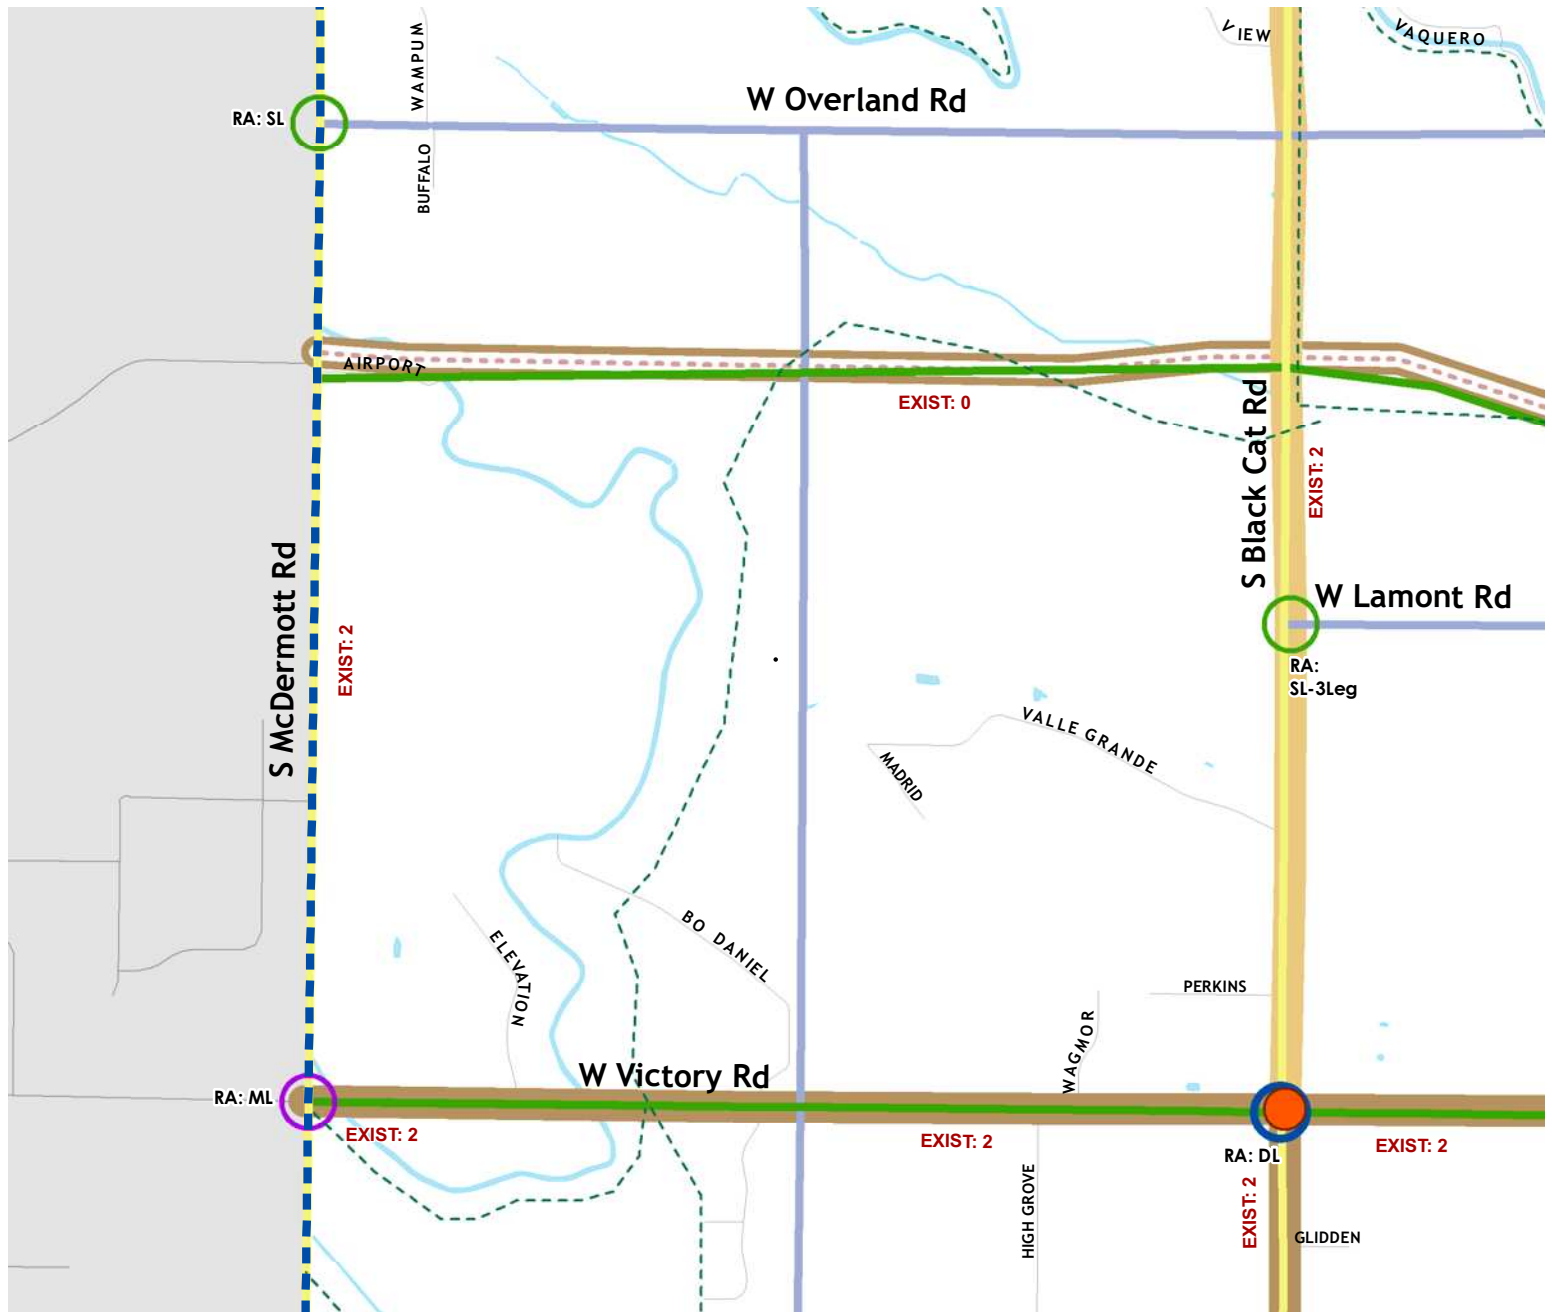 WAMPUM
VIEW
VAQUERO
W Overland Rd
RA: SL
BUFFALO
AIRPORT
EXIST: 0
S Black Cat Rd
EXIST: 2
S McDermott Rd
EXIST: 2
W Lamont Rd
RA:
SL-3Leg
VALLE GRANDE
MADRID
BO DANIEL
ELEVATION
PERKINS
WAGMOR
W Victory Rd
RA: ML
EXIST: 2
EXIST: 2
EXIST: 2
RA: DL
HIGH GROVE
EXIST: 2
GLIDDEN